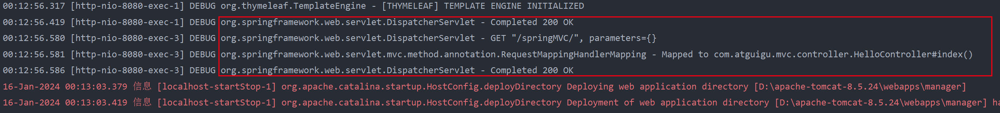 00:12:56.317 [http-nio-8080-exec-1] DEBUG org.thymeleaf.TemplateEngine - [THYMELEAF] TEMPLATE ENGINE INITIALIZED
00:12:56.419 [http-nio-8080-exec-1] DEBUG org.springframework.web.servlet.DispatcherServlet - Completed 200 OK
00:12:56.580 [http-nio-8080-exec-3] DEBUG org.springframework.web.servlet.DispatcherServlet - GET "/springMVC/", parameters={}
00:12:56.581 [http-nio-8080-exec-3] DEBUG org.springframework.web.servlet.mvc.method.annotation.RequestMappingHandlerMapping - Mapped to com.atguigu.mvc.controller.HelloController#index()
00:12:56.586 [http-nio-8080-exec-3] DEBUG org.springframework.web.servlet.DispatcherServlet - Completed 200 OK
16-Jan-2024 00:13:03.379 信息 [localhost-startStop-1] org.apache.catalina.startup.HostConfig.deployDirectory Deploying web application directory [D:\apache-tomcat-8.5.24\webapps\manager]
16-Jan-2024 00:13:03.419 信息 [localhost-startStop-1] org.apache.catalina.startup.HostConfig.deployDirectory Deployment of web application directory [D:\apache-tomcat-8.5.24\webapps\manager]